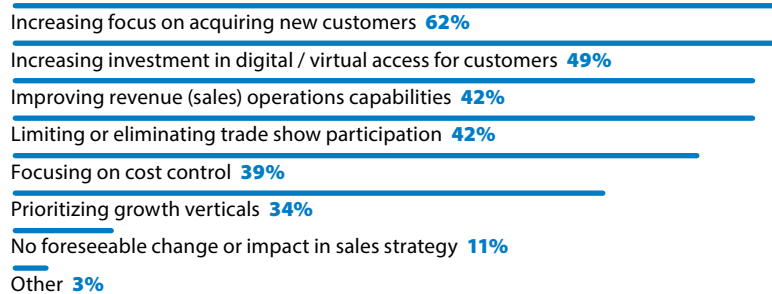 Increasing focus on acquiring new customers 62%
Increasing investment in digital / virtual access for customers 49%
Improving revenue (sales) operations capabilities 42%
Limiting or eliminating trade show participation 42%
Focusing on cost control 39%
Prioritizing growth verticals 34%
No foreseeable change or impact in sales strategy 11%
Other 3%